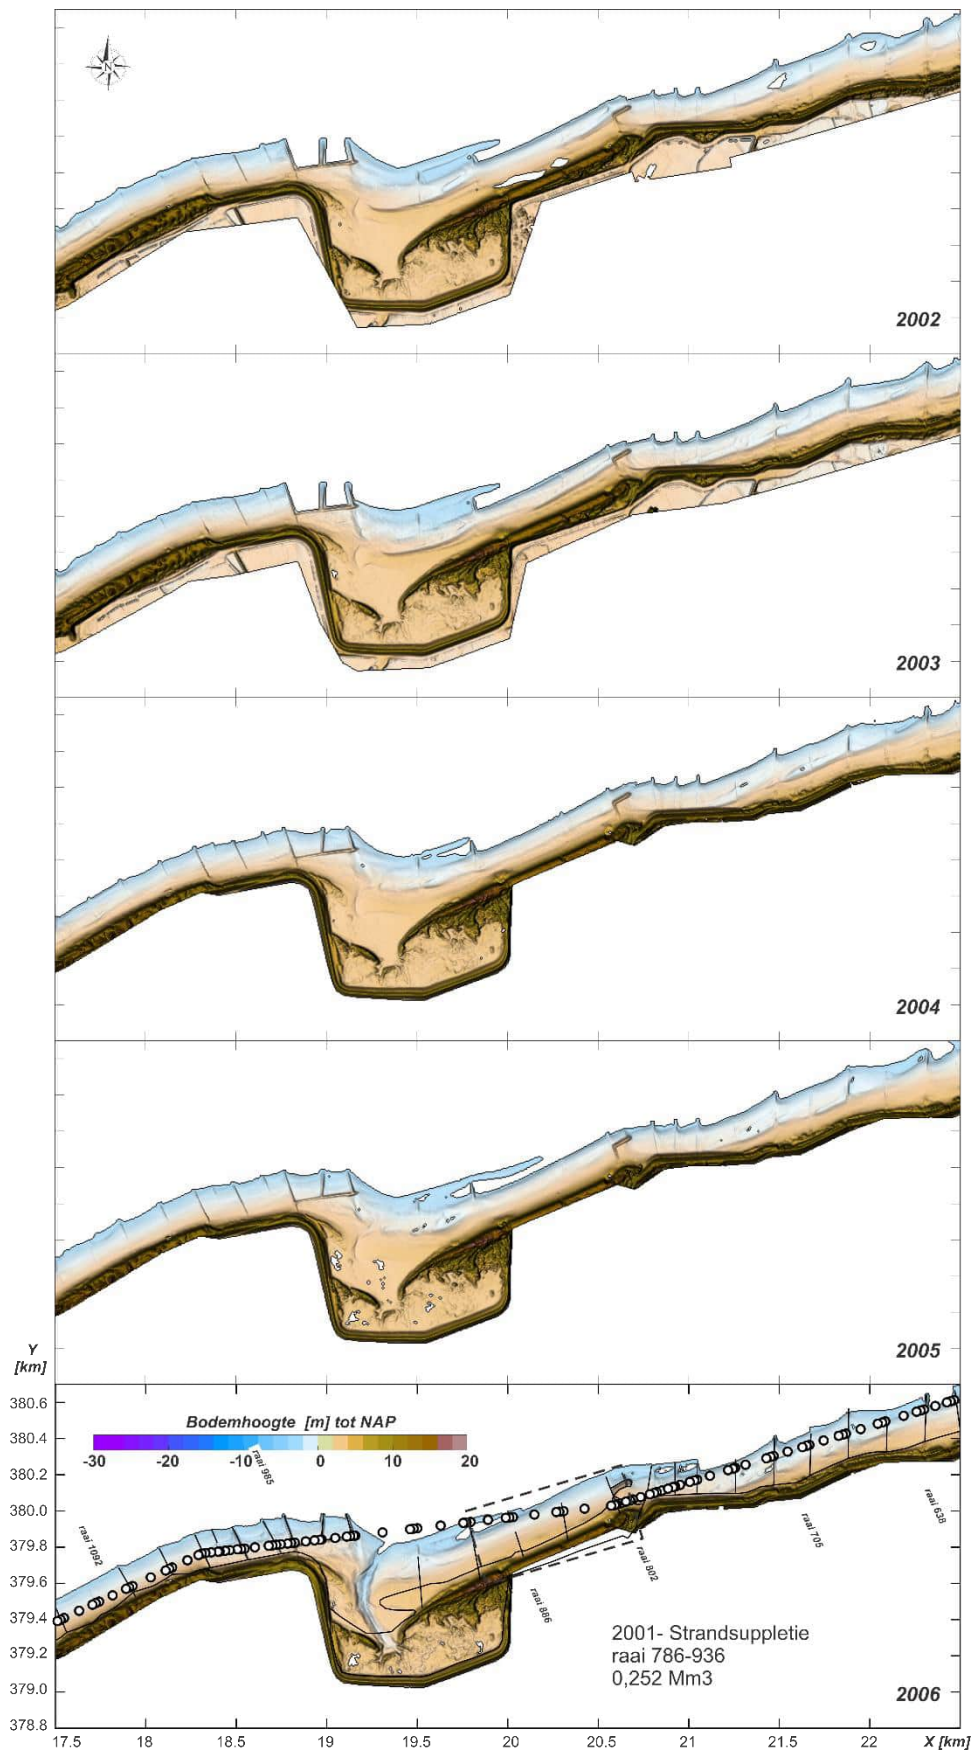 N
2002
2003
2004
2005
Y
[km]
380.6
380.4
380.2
380.0
379.8
379.6
379.4
379.2
379.0
378.8
Bodemhoogte [m] tot NAP
-30 -20 -10 0 10 20
raai 985
raai 1092
raai 886
raai 802
raai 705
raai 638
2001- Strandsuppletie
raai 786-936
0,252 Mm3
2006
17.5 18 18.5 19 19.5 20 20.5 21 21.5 22 X [km]